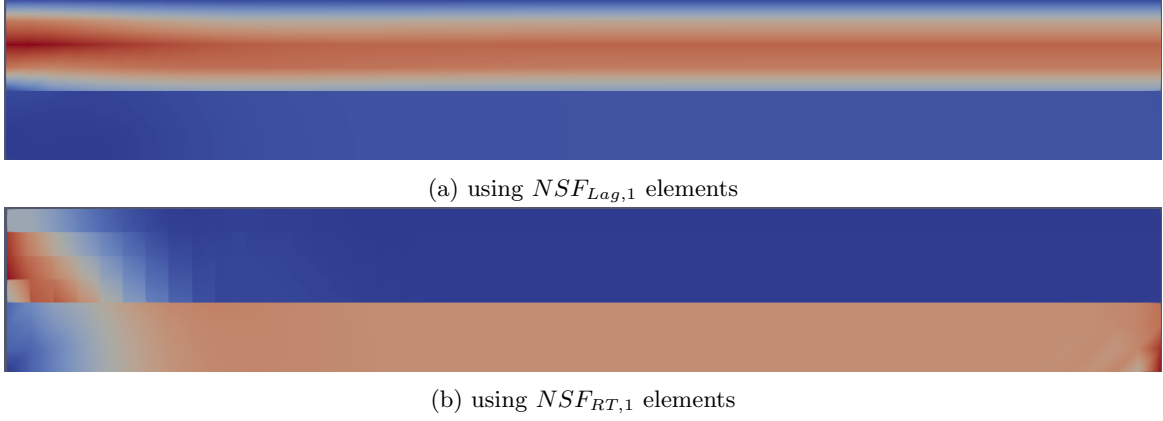 (a) using NSF_{Lag,1} elements
(b) using NSF_{RT,1} elements